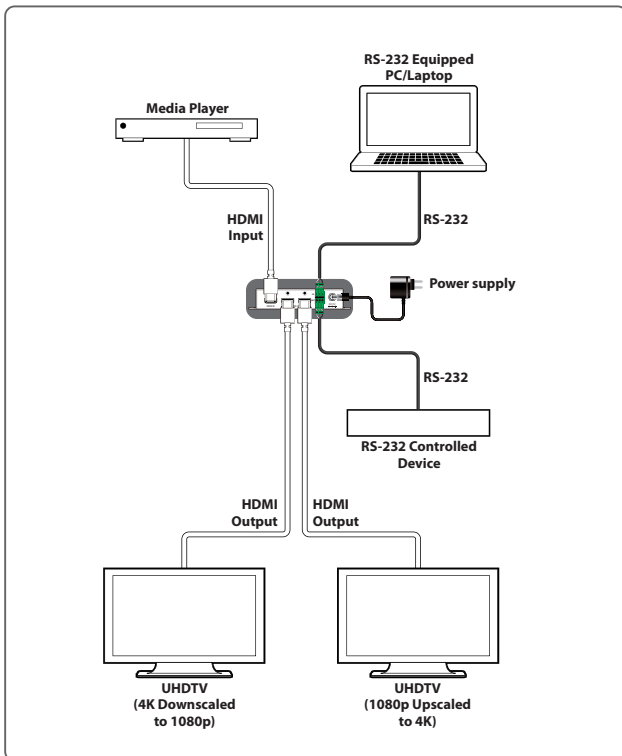 RS-232 Equipped
PC/Laptop
Media Player
HDMI
Input
RS-232
Power supply
RS-232
RS-232 Controlled
Device
HDMI
Output
HDMI
Output
UHDTV
(4K Downscaled
to 1080p)
UHDTV
(1080p Upscaled
to 4K)